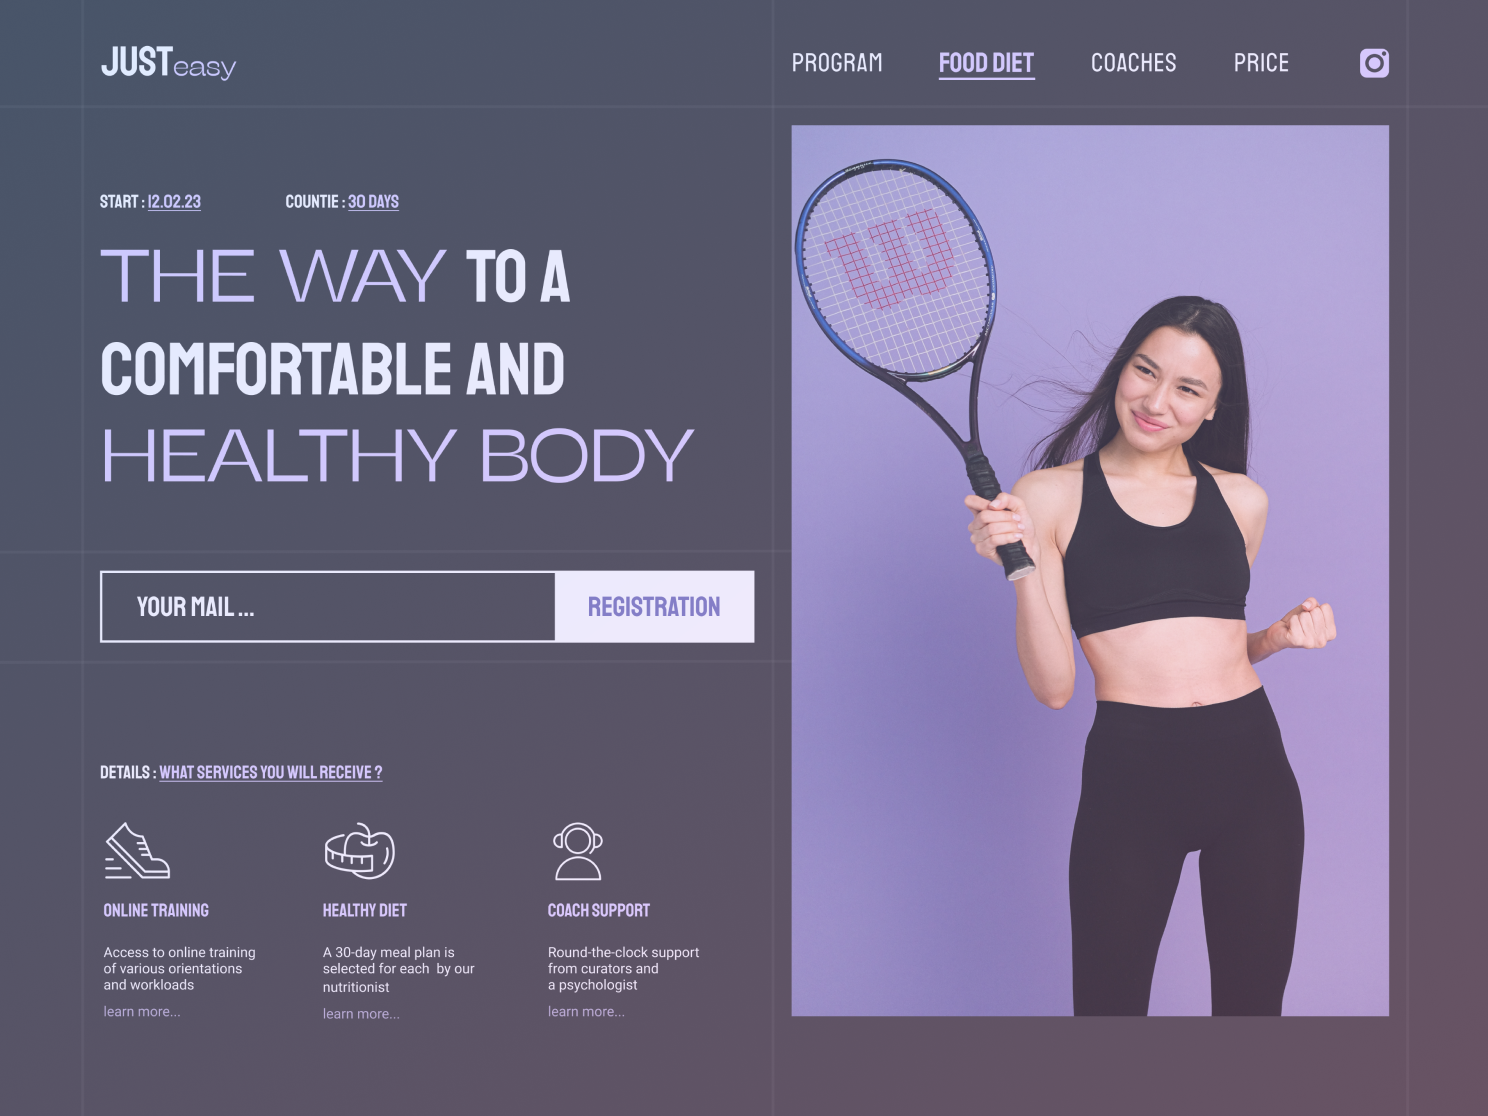 JUSTeasy
PROGRAM
FOOD DIET
COACHES
PRICE
START : 12.02.23
COUNTIE : 30 DAYS
THE WAY TO A
COMFORTABLE AND
HEALTHY BODY
YOUR MAIL ...
REGISTRATION
DETAILS : WHAT SERVICES YOU WILL RECEIVE ?
ONLINE TRAINING
Access to online training
of various orientations
and workloads
learn more...
HEALTHY DIET
A 30-day meal plan is
selected for each  by our
nutritionist
learn more...
COACH SUPPORT
Round-the-clock support
from curators and
a psychologist
learn more...
W